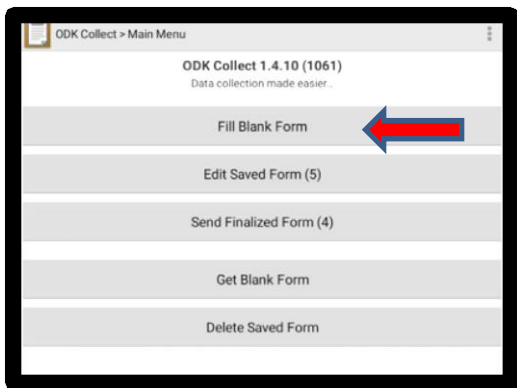 ODK Collect > Main Menu
ODK Collect 1.4.10 (1061)
Data collection made easier...
Fill Blank Form
Edit Saved Form (5)
Send Finalized Form (4)
Get Blank Form
Delete Saved Form